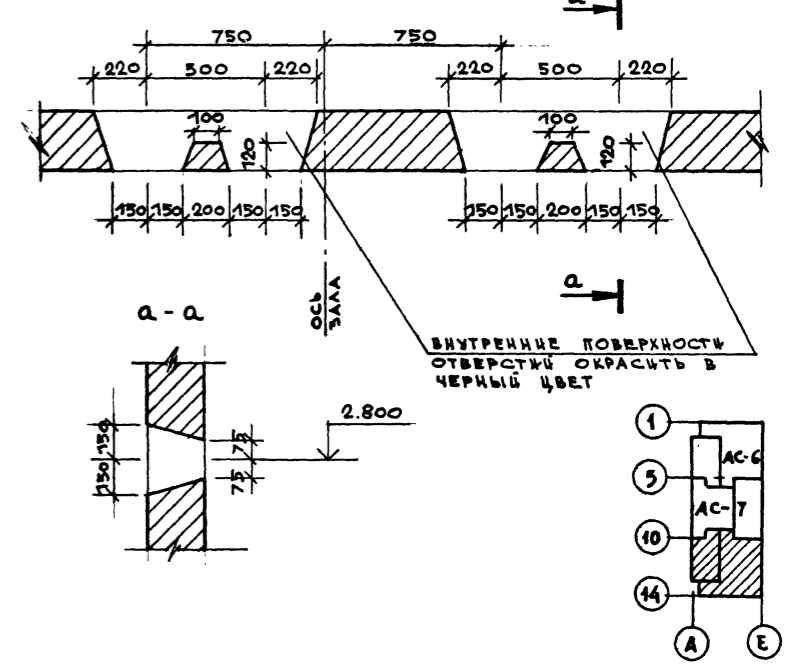 а
750 750
220 500 220 220 500 220
100 100
120 120
150 150 200 150 150 150 150 200 150 150
ОСЬ
ЗАЛА
а
а - а
ВНУТРЕННИЕ ПОВЕРХНОСТИ
ОТВЕРСТИЙ ОКРАСИТЬ В
ЧЕРНЫЙ ЦВЕТ
2.800
150 75
150 75
1
АС-6
5
АС-7
10
14
А Е